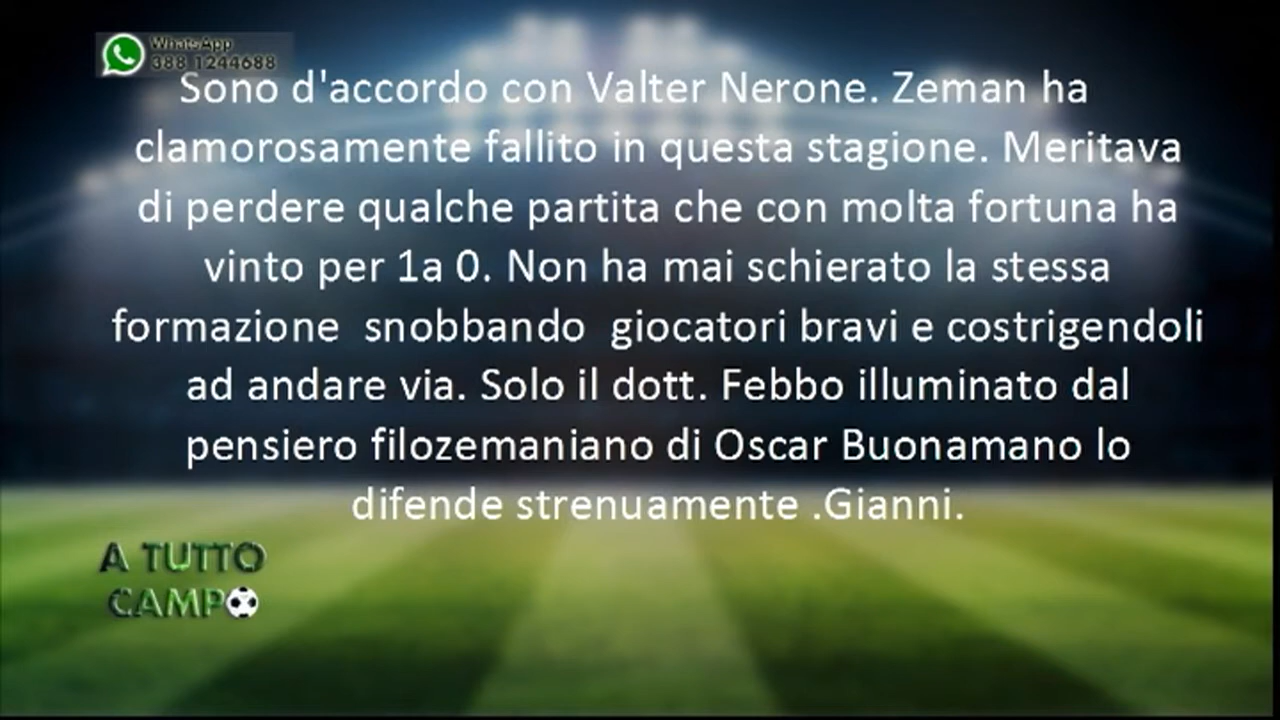 WhatsApp
388 1244688
Sono d'accordo con Valter Nerone. Zeman ha
clamorosamente fallito in questa stagione. Meritava
di perdere qualche partita che con molta fortuna ha
vinto per 1a 0. Non ha mai schierato la stessa
formazione  snobbando  giocatori bravi e costrigendoli
ad andare via. Solo il dott. Febbo illuminato dal
pensiero filozemaniano di Oscar Buonamano lo
difende strenuamente .Gianni.
A TUTTO
CAMPO